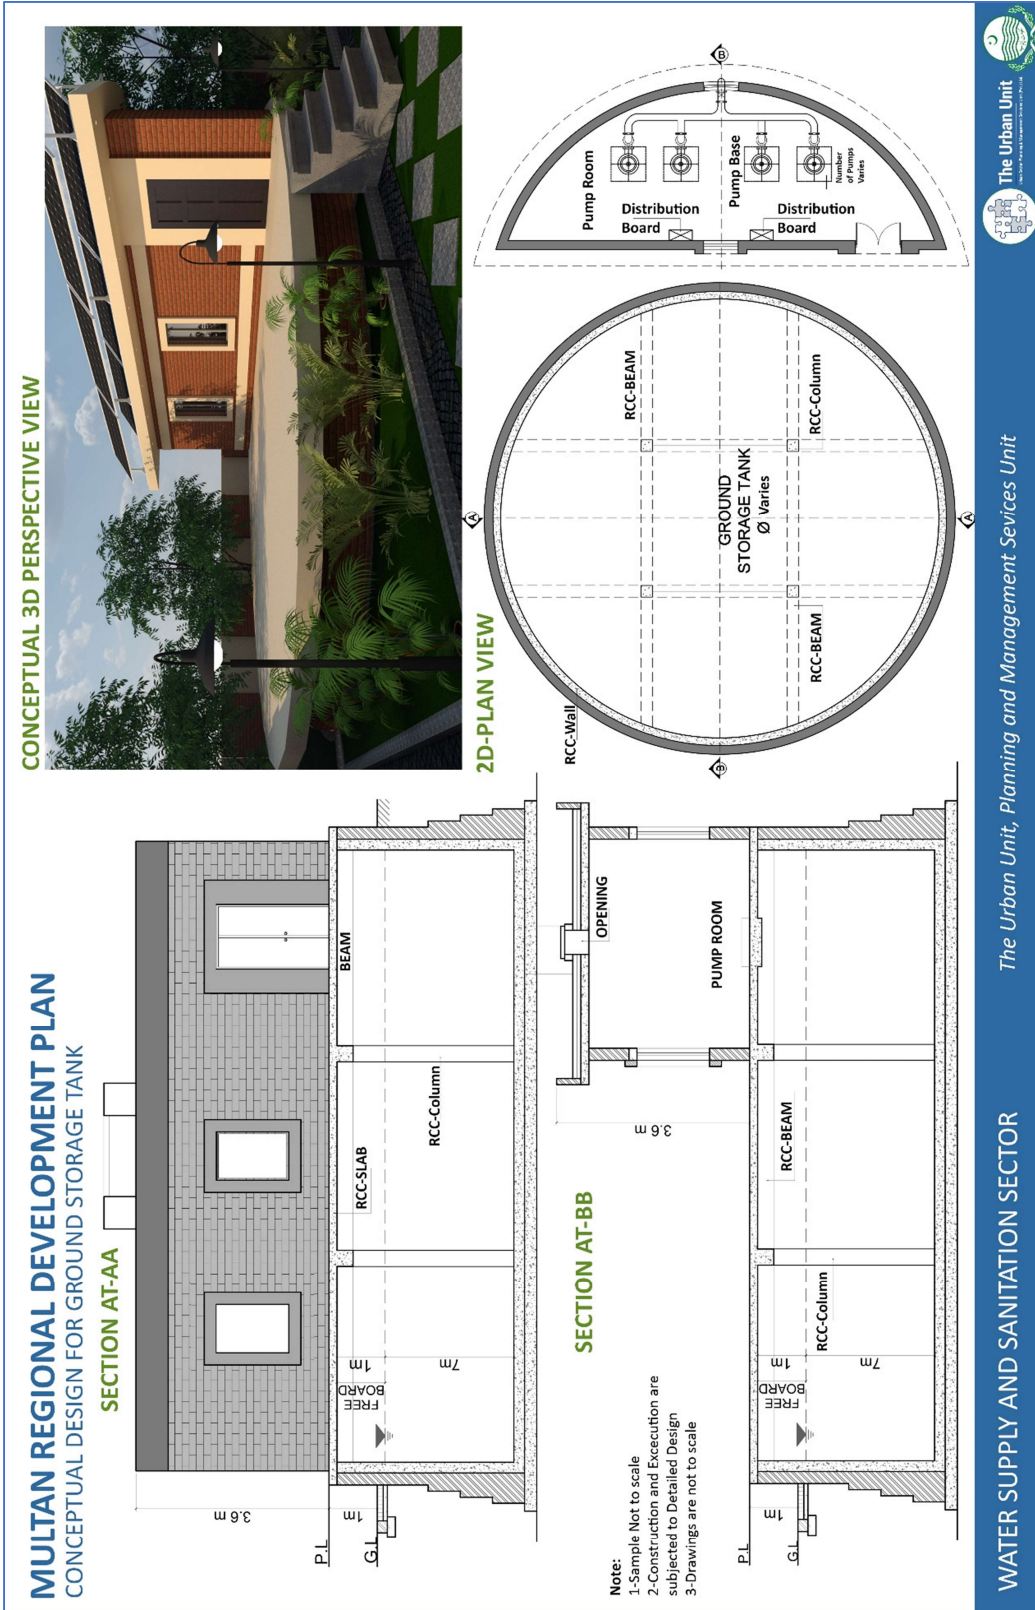 MULTAN REGIONAL DEVELOPMENT PLAN
CONCEPTUAL DESIGN FOR GROUND STORAGE TANK
SECTION AT-AA
3.6 m
1m
P.L
G.L
FREE
BOARD
1m
7m
RCC-SLAB
RCC-Column
BEAM
SECTION AT-BB
3.6 m
OPENING
PUMP ROOM
P.L
G.L
1m
FREE
BOARD
1m
7m
RCC-Column
RCC-BEAM
Note:
1-Sample Not to scale
2-Construction and Excecution are
subjected to Detailed Design
3-Drawings are not to scale
CONCEPTUAL 3D PERSPECTIVE VIEW
2D-PLAN VIEW
RCC-Wall
RCC-BEAM
RCC-BEAM
RCC-Column
GROUND
STORAGE TANK
Ø Varies
A
A
B
B
Pump Room
Pump Base
Distribution
Board
Distribution
Board
Number
of Pumps
Varies
WATER SUPPLY AND SANITATION SECTOR
The Urban Unit, Planning and Management Sevices Unit
The Urban Unit